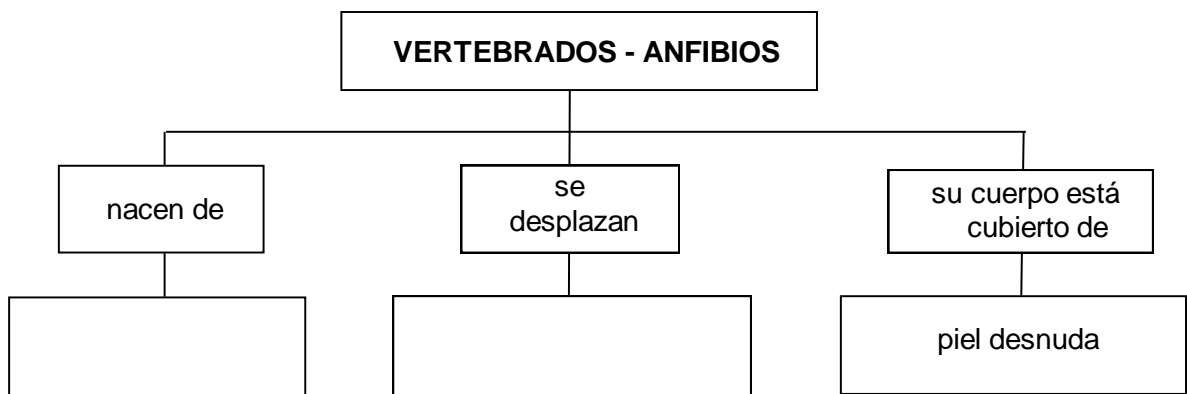 VERTEBRADOS - ANFIBIOS
nacen de
se
desplazan
su cuerpo está
cubierto de
piel desnuda